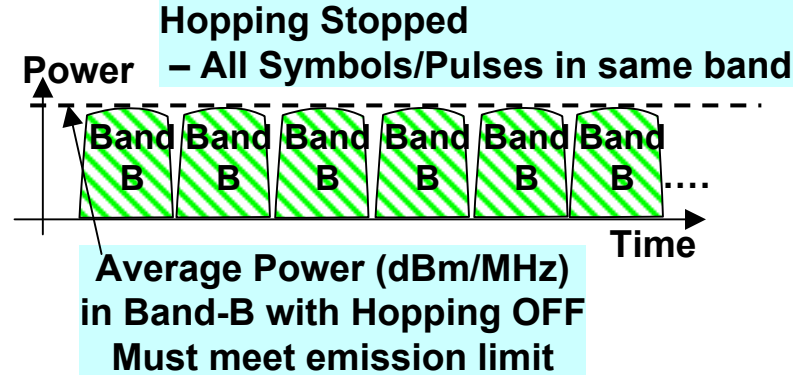 Hopping Stopped
– All Symbols/Pulses in same band
Power
Band Band Band Band Band Band
B B B B B B ....
Time
Average Power (dBm/MHz)
in Band-B with Hopping OFF
Must meet emission limit